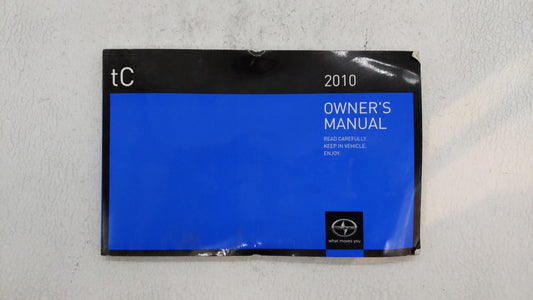 tC
2010
OWNER'S
MANUAL
READ CAREFULLY.
KEEP IN VEHICLE.
ENJOY.
what moves you